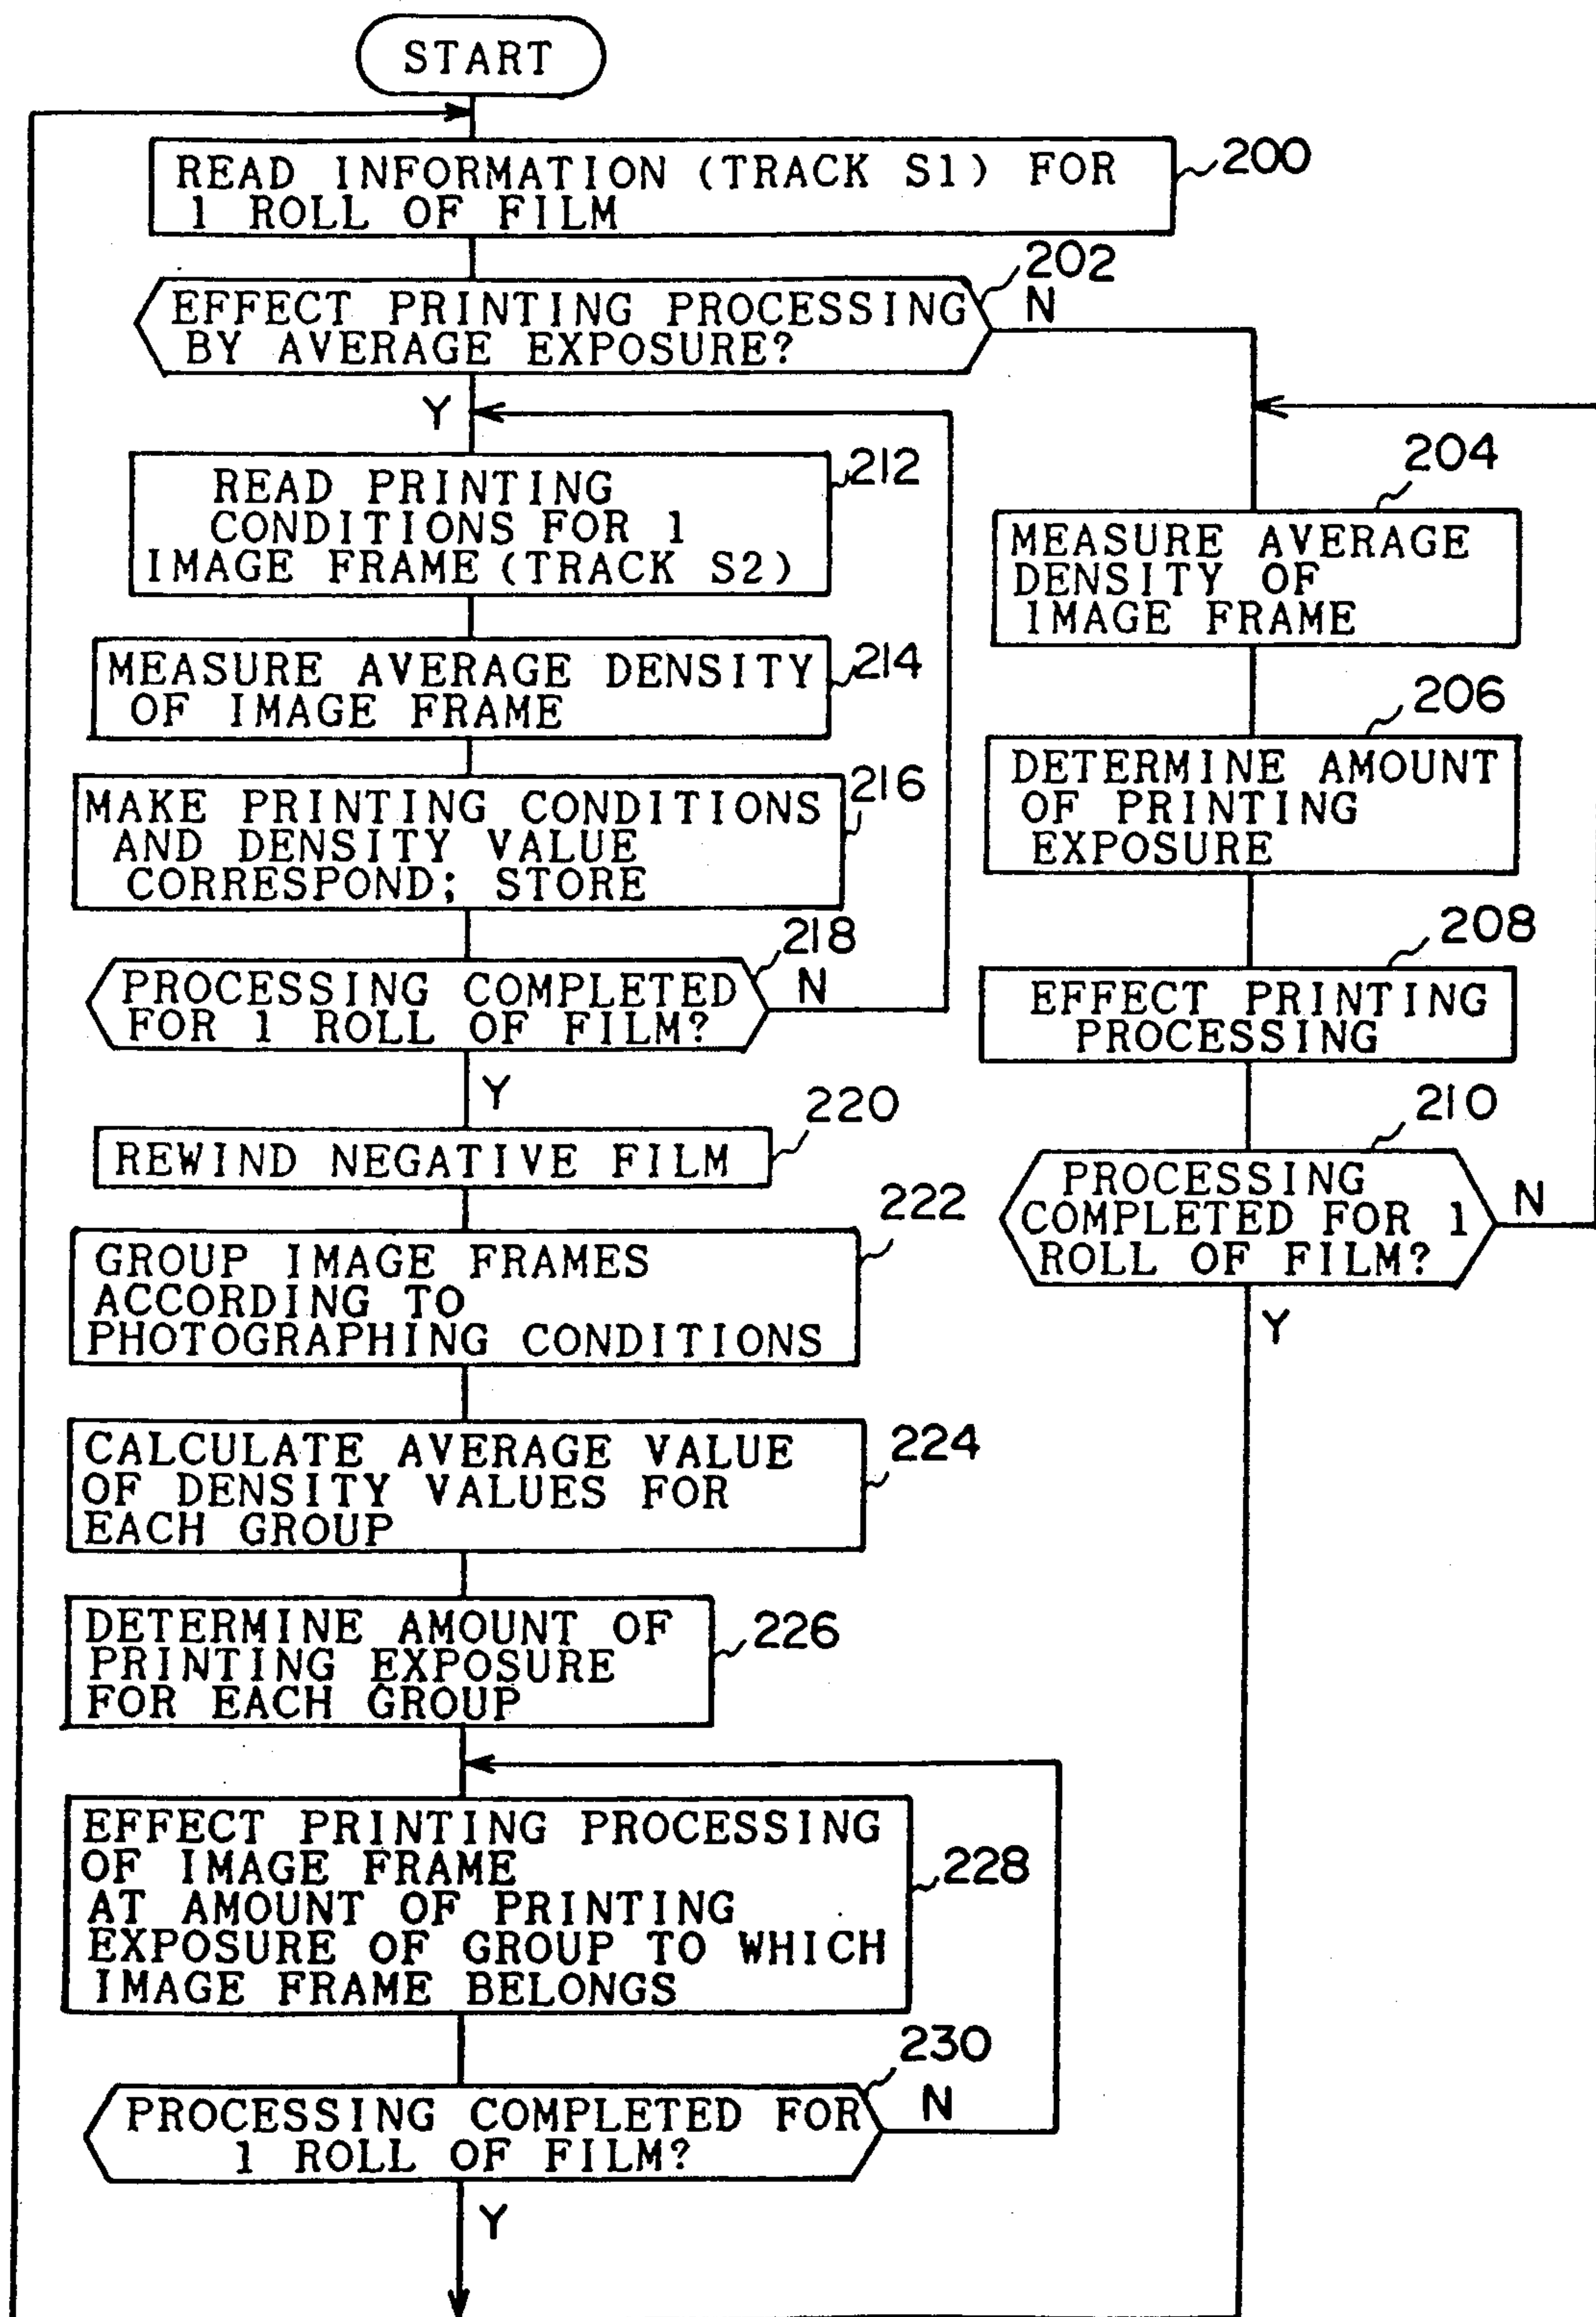 START
READ INFORMATION (TRACK S1) FOR
1 ROLL OF FILM
200
EFFECT PRINTING PROCESSING
BY AVERAGE EXPOSURE?
202
N
Y
READ PRINTING
CONDITIONS FOR 1
IMAGE FRAME (TRACK S2)
212
MEASURE AVERAGE DENSITY
OF IMAGE FRAME
214
MAKE PRINTING CONDITIONS
AND DENSITY VALUE
CORRESPOND; STORE
216
PROCESSING COMPLETED
FOR 1 ROLL OF FILM?
218
N
Y
REWIND NEGATIVE FILM
220
GROUP IMAGE FRAMES
ACCORDING TO
PHOTOGRAPHING CONDITIONS
222
CALCULATE AVERAGE VALUE
OF DENSITY VALUES FOR
EACH GROUP
224
DETERMINE AMOUNT OF
PRINTING EXPOSURE
FOR EACH GROUP
226
EFFECT PRINTING PROCESSING
OF IMAGE FRAME
AT AMOUNT OF PRINTING
EXPOSURE OF GROUP TO WHICH
IMAGE FRAME BELONGS
228
PROCESSING COMPLETED FOR
1 ROLL OF FILM?
230
N
Y
204
MEASURE AVERAGE
DENSITY OF
IMAGE FRAME
206
DETERMINE AMOUNT
OF PRINTING
EXPOSURE
208
EFFECT PRINTING
PROCESSING
210
PROCESSING
COMPLETED FOR 1
ROLL OF FILM?
N
Y